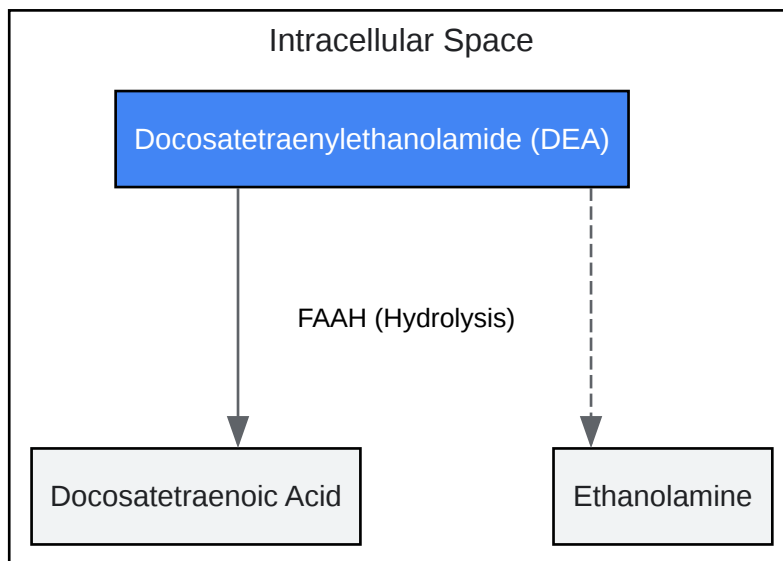 Intracellular Space
Docosatetraenylethanolamide (DEA)
FAAH (Hydrolysis)
Docosatetraenoic Acid
Ethanolamine